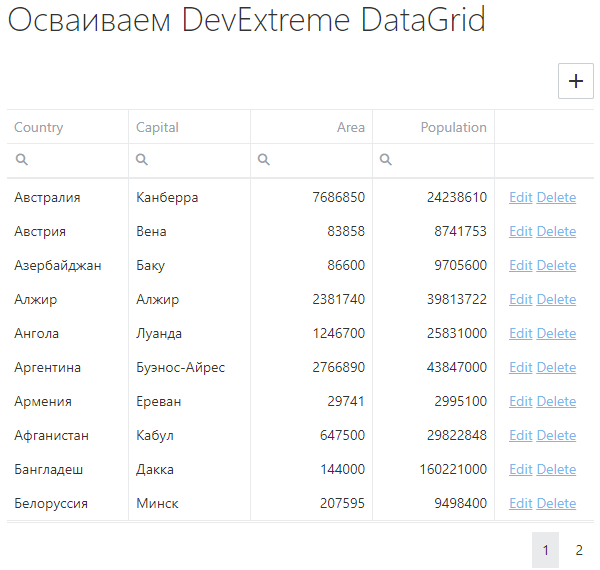 Осваиваем DevExtreme DataGrid
+
Country Capital Area Population
Австралия Канберра 7686850 24238610 Edit Delete
Австрия Вена 83858 8741753 Edit Delete
Азербайджан Баку 86600 9705600 Edit Delete
Алжир Алжир 2381740 39813722 Edit Delete
Ангола Луанда 1246700 25831000 Edit Delete
Аргентина Буэнос-Айрес 2766890 43847000 Edit Delete
Армения Ереван 29741 2995100 Edit Delete
Афганистан Кабул 647500 29822848 Edit Delete
Бангладеш Дакка 144000 160221000 Edit Delete
Белоруссия Минск 207595 9498400 Edit Delete
1 2